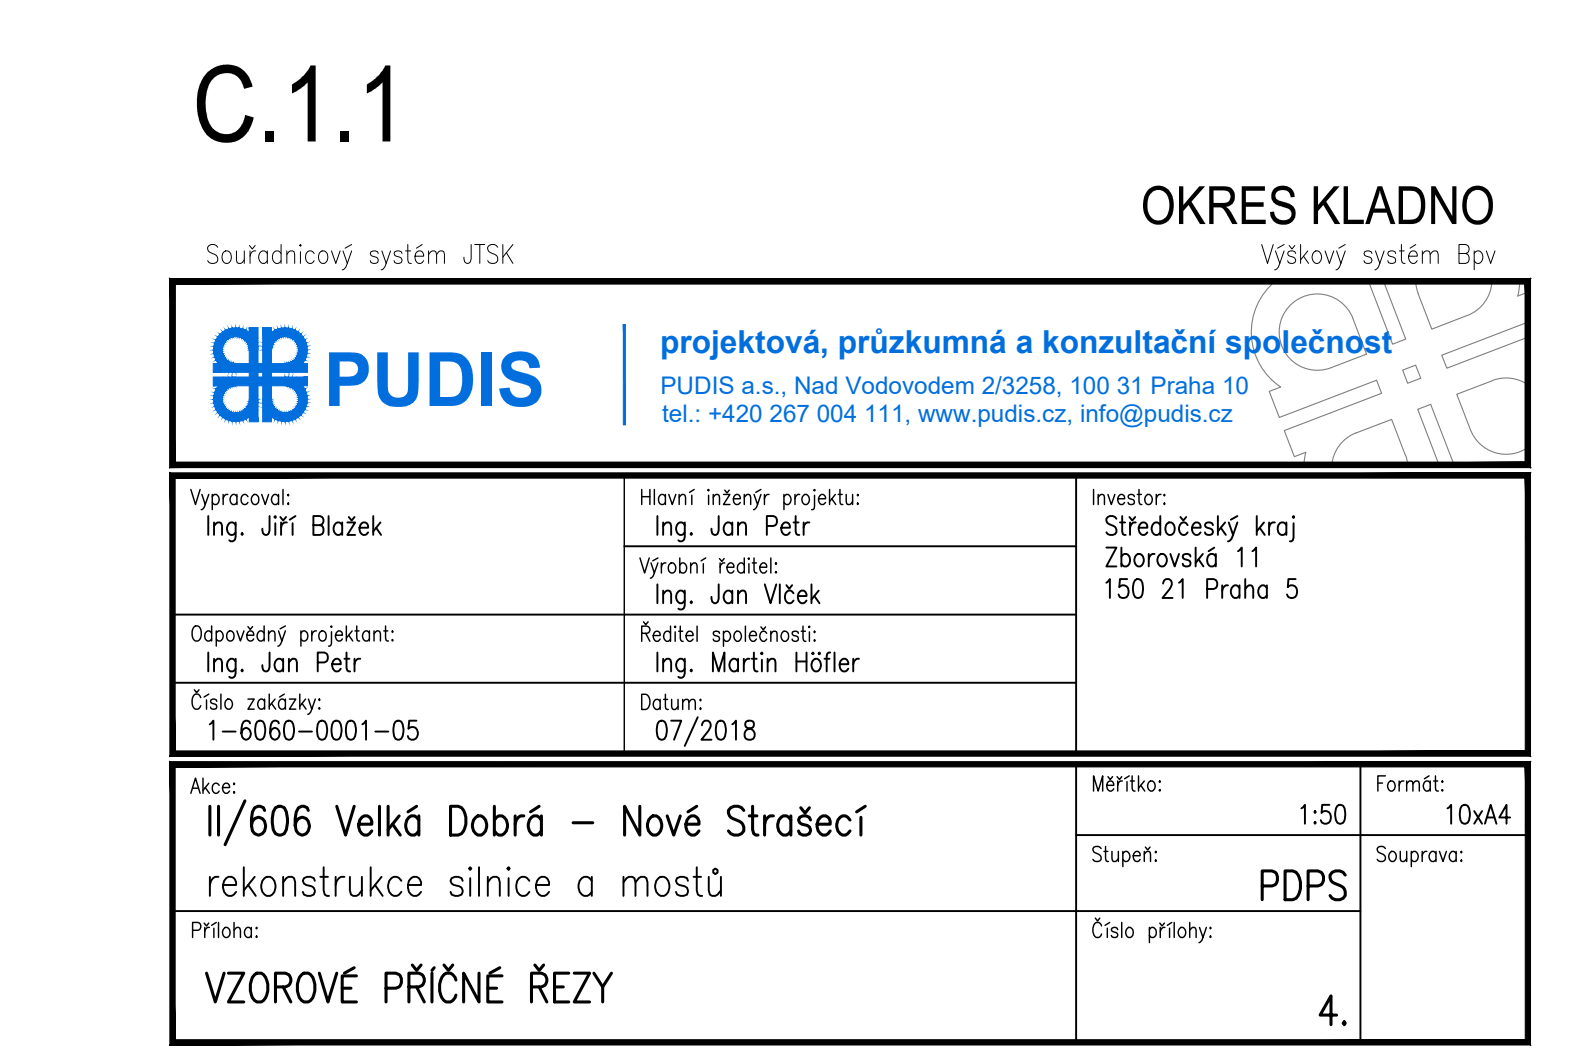 C.1.1
OKRES KLADNO
Souřadnicový systém JTSK
Výškový systém Bpv
PUDIS
projektová, průzkumná a konzultační společnost
PUDIS a.s., Nad Vodovodem 2/3258, 100 31 Praha 10
tel.: +420 267 004 111, www.pudis.cz, info@pudis.cz
Vypracoval:
Ing. Jiří Blažek
Hlavní inženýr projektu:
Ing. Jan Petr
Výrobní ředitel:
Ing. Jan Vlček
Investor:
Středočeský kraj
Zborovská 11
150 21 Praha 5
Odpovědný projektant:
Ing. Jan Petr
Ředitel společnosti:
Ing. Martin Höfler
Číslo zakázky:
1-6060-0001-05
Datum:
07/2018
Akce:
II/606 Velká Dobrá – Nové Strašecí
rekonstrukce silnice a mostů
Měřítko:
1:50
Formát:
10xA4
Stupeň:
PDPS
Souprava:
Příloha:
VZOROVÉ PŘÍČNÉ ŘEZY
Číslo přílohy:
4.